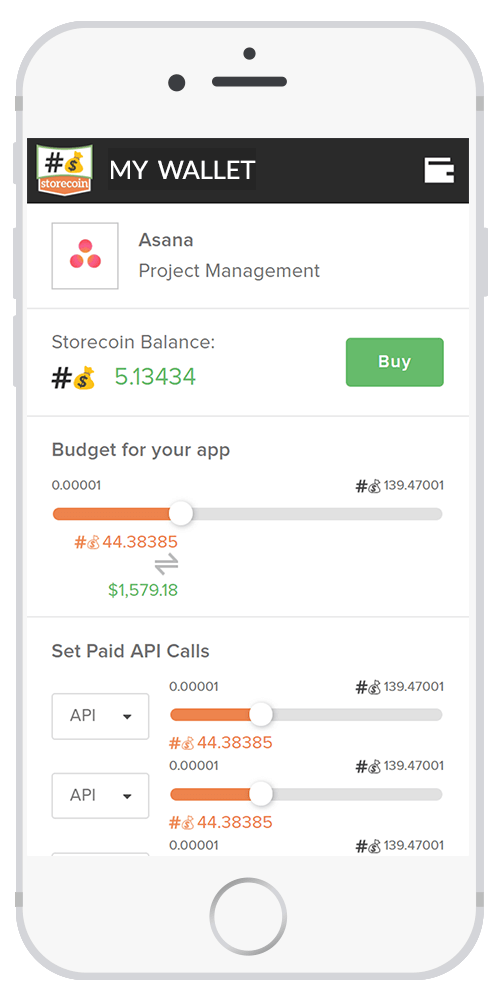 #💰
storecoin
MY WALLET
Asana
Project Management
Storecoin Balance:
#💰 5.13434
Buy
Budget for your app
0.00001 #💰139.47001
#💰44.38385
⇌
$1,579.18
Set Paid API Calls
0.00001 #💰139.47001
API
#💰44.38385
0.00001 #💰139.47001
API
#💰44.38385
0.00001 #💰139.47001